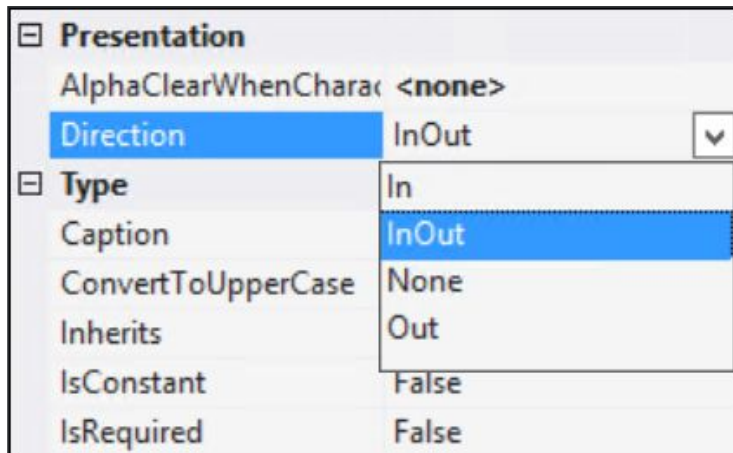 Presentation
AlphaClearWhenCharac <none>
Direction InOut
Type In
Caption InOut
ConvertToUpperCase None
Inherits Out
IsConstant False
IsRequired False